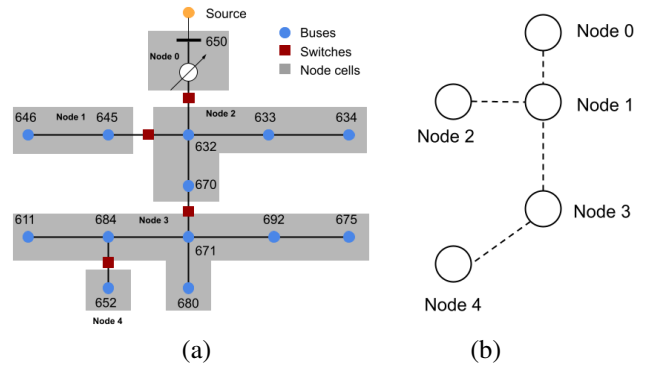 Source
650
Node 0
Buses
Switches
Node cells
646 Node 1 645
Node 2 633 634
632
670
611 684 Node 3 692 675
671
652 680
Node 4
(a)
Node 0
Node 1
Node 2
Node 3
Node 4
(b)